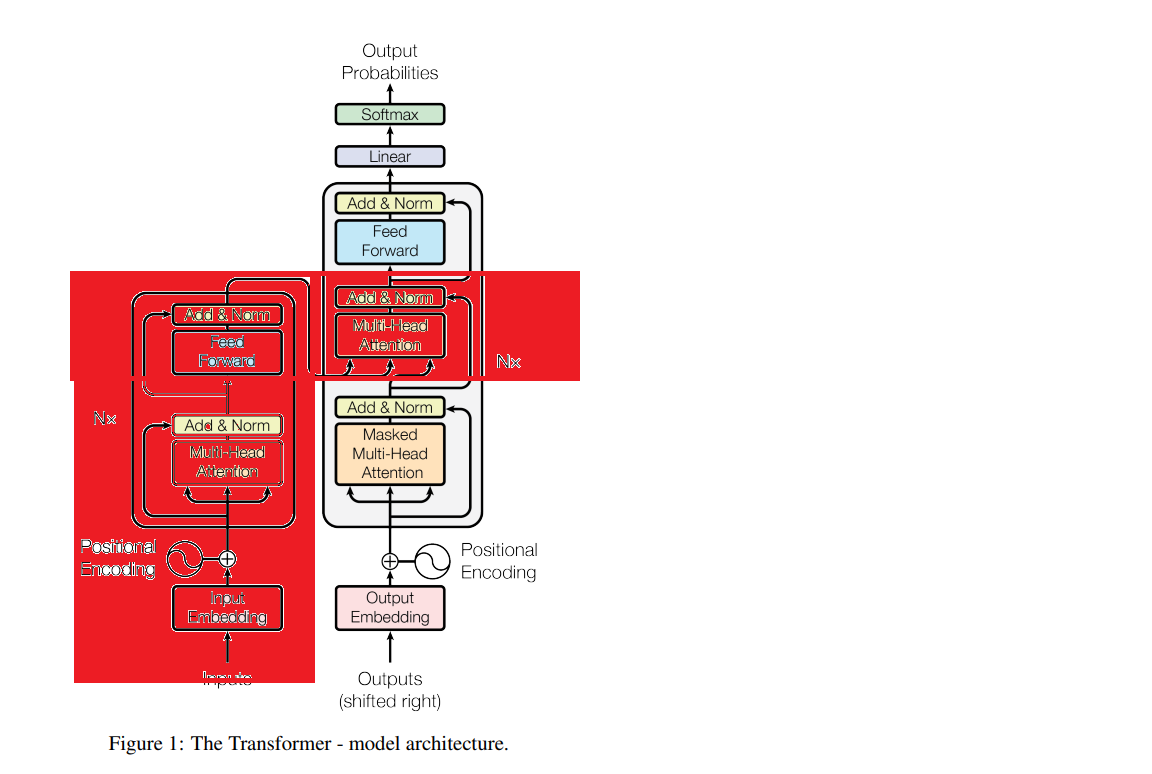 Output
Probabilities
Softmax
Linear
Add & Norm
Feed
Forward
Add & Norm
Multi-Head
Attention
Nx
Add & Norm
Masked
Multi-Head
Attention
Positional
Encoding
Output
Embedding
Outputs
(shifted right)
Add & Norm
Feed
Forward
Nx
Add & Norm
Multi-Head
Attention
Positional
Encoding
Input
Embedding
Inputs
Figure 1: The Transformer - model architecture.